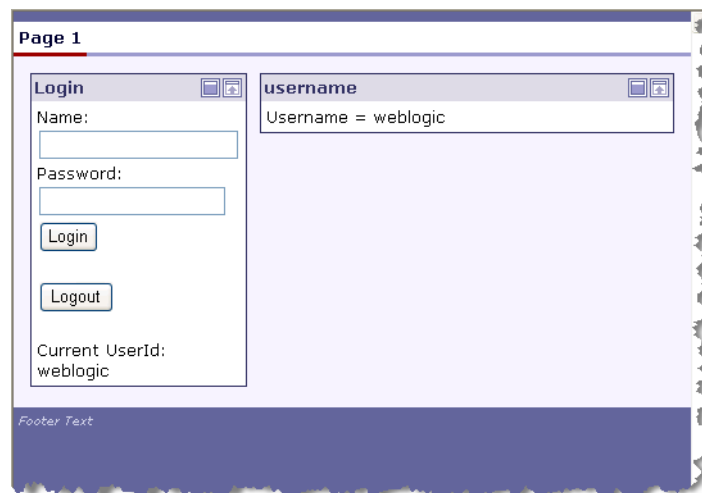 Page 1
Login
Name:
Password:
Login
Logout
Current UserId:
weblogic
username
Username = weblogic
Footer Text